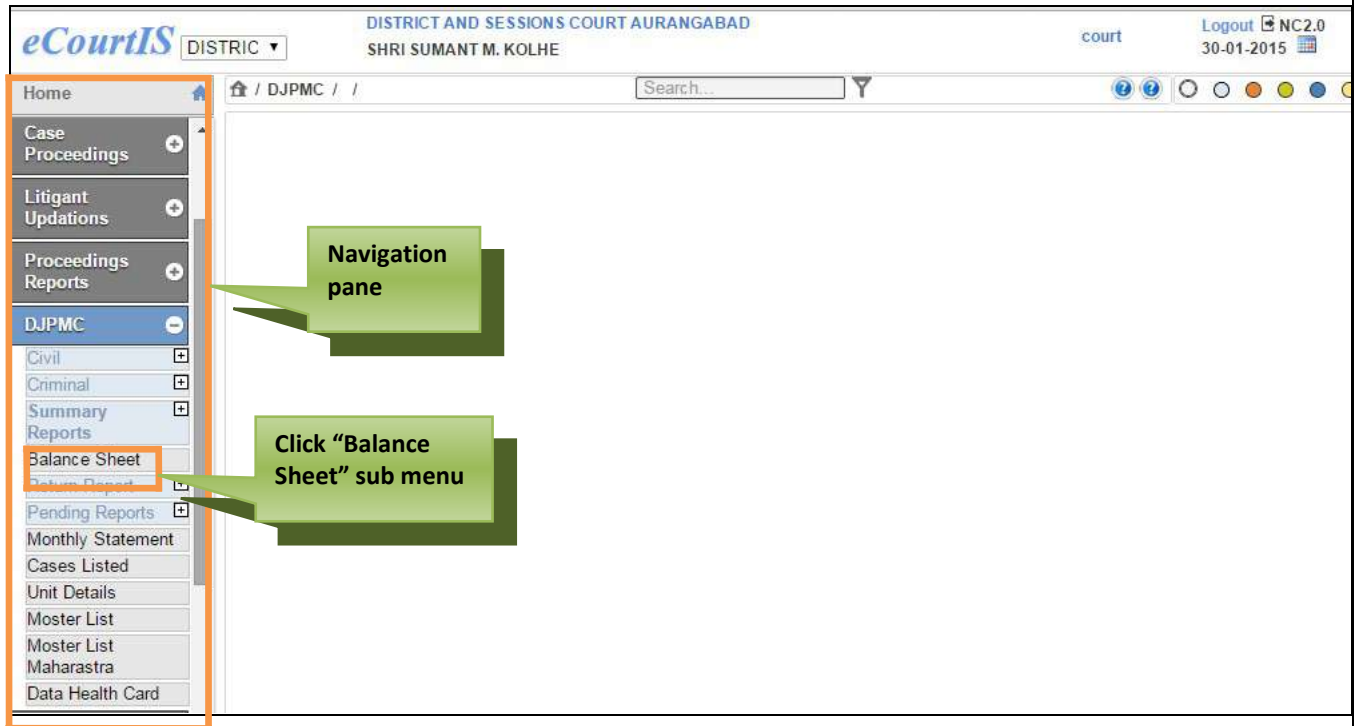 eCourtIS DISTRIC
DISTRICT AND SESSIONS COURT AURANGABAD
SHRI SUMANT M. KOLHE
court
Logout NC2.0
30-01-2015
Home
/ DJPMC / /
Search...
Case
Proceedings
Litigant
Updations
Proceedings
Reports
DJPMC
Civil
Criminal
Summary
Reports
Balance Sheet
Return Report
Pending Reports
Monthly Statement
Cases Listed
Unit Details
Moster List
Moster List
Maharastra
Data Health Card
Navigation
pane
Click “Balance
Sheet” sub menu